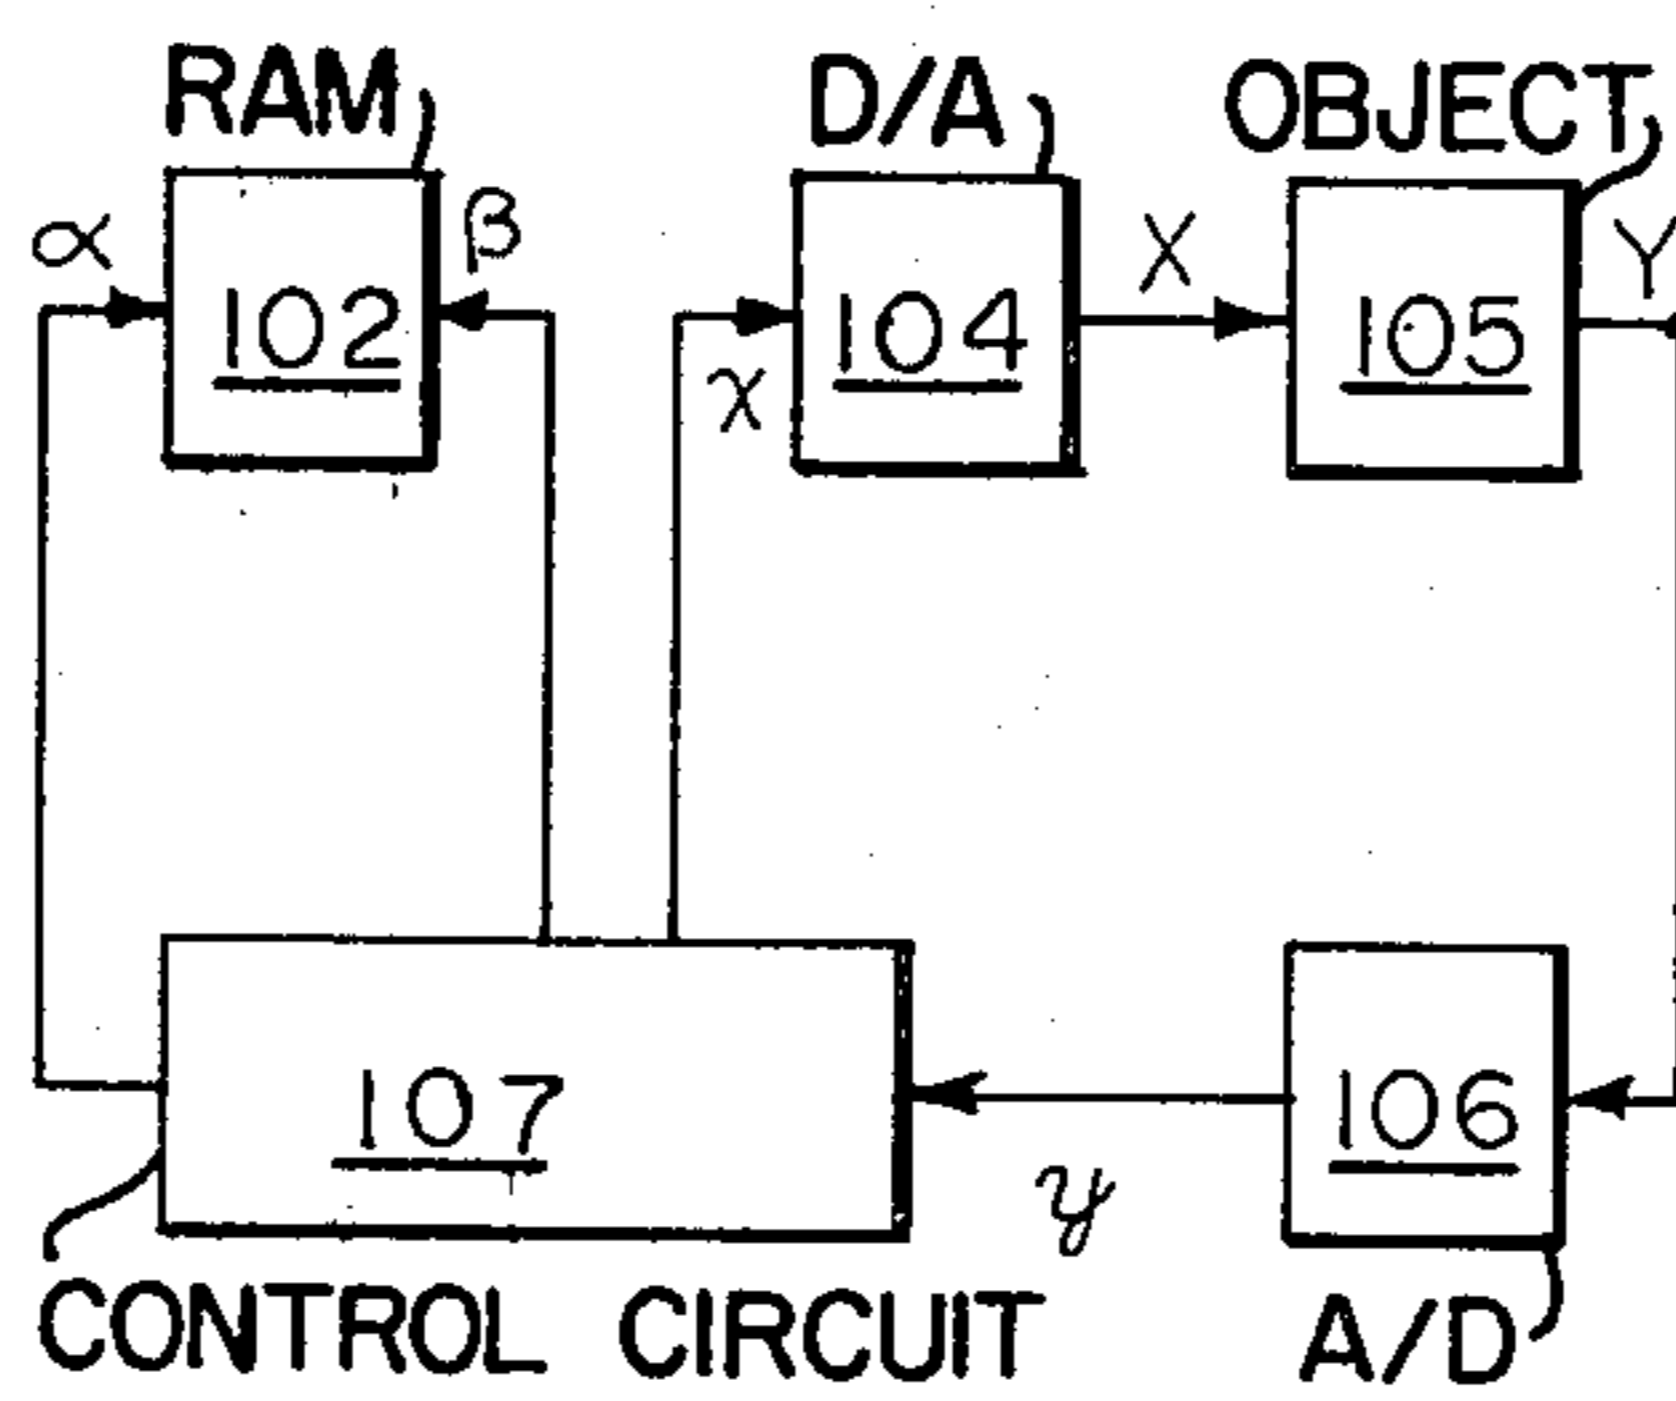 RAM
D/A
OBJECT
α
β
X
Y
102
104
105
χ
107
106
y
CONTROL CIRCUIT
A/D